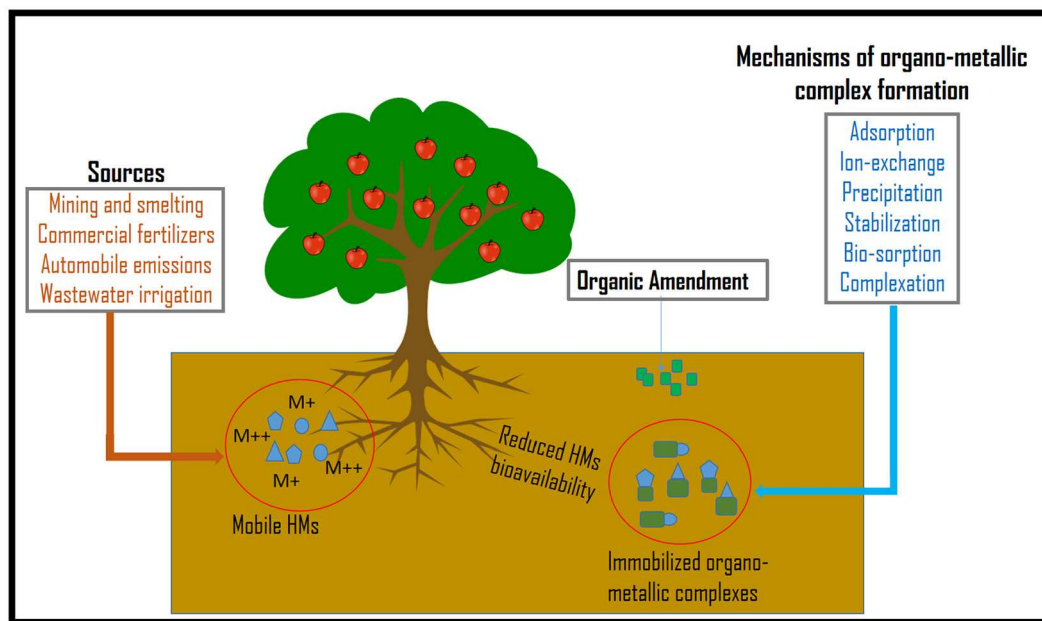 Mechanisms of organo-metallic
complex formation
Adsorption
Ion-exchange
Precipitation
Stabilization
Bio-sorption
Complexation
Sources
Mining and smelting
Commercial fertilizers
Automobile emissions
Wastewater irrigation
Organic Amendment
M+
M++
M++
M+
Mobile HMs
Reduced HMs
bioavailability
Immobilized organo-
metallic complexes